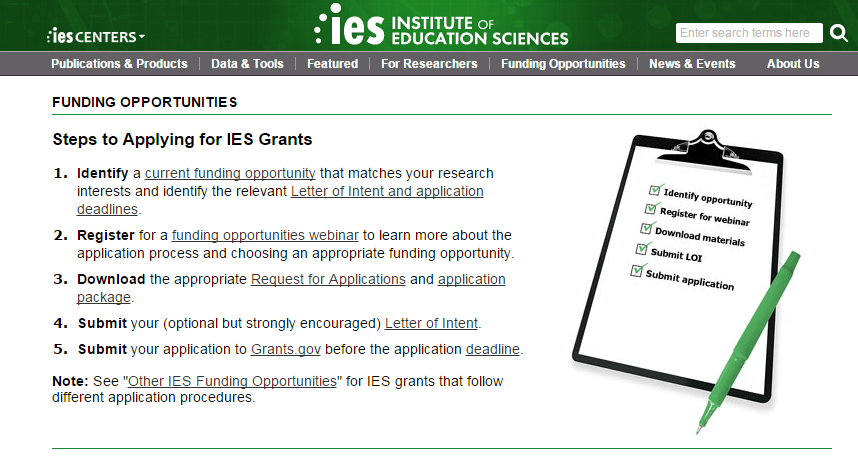 ies CENTERS
ies INSTITUTE OF
EDUCATION SCIENCES
Enter search terms here
Publications & Products | Data & Tools | Featured | For Researchers | Funding Opportunities | News & Events | About Us
FUNDING OPPORTUNITIES
Steps to Applying for IES Grants
1. Identify a current funding opportunity that matches your research
interests and identify the relevant Letter of Intent and application
deadlines.
2. Register for a funding opportunities webinar to learn more about the
application process and choosing an appropriate funding opportunity.
3. Download the appropriate Request for Applications and application
package.
4. Submit your (optional but strongly encouraged) Letter of Intent.
5. Submit your application to Grants.gov before the application deadline.
Note: See "Other IES Funding Opportunities" for IES grants that follow
different application procedures.
Identify opportunity
Register for webinar
Download materials
Submit LOI
Submit application